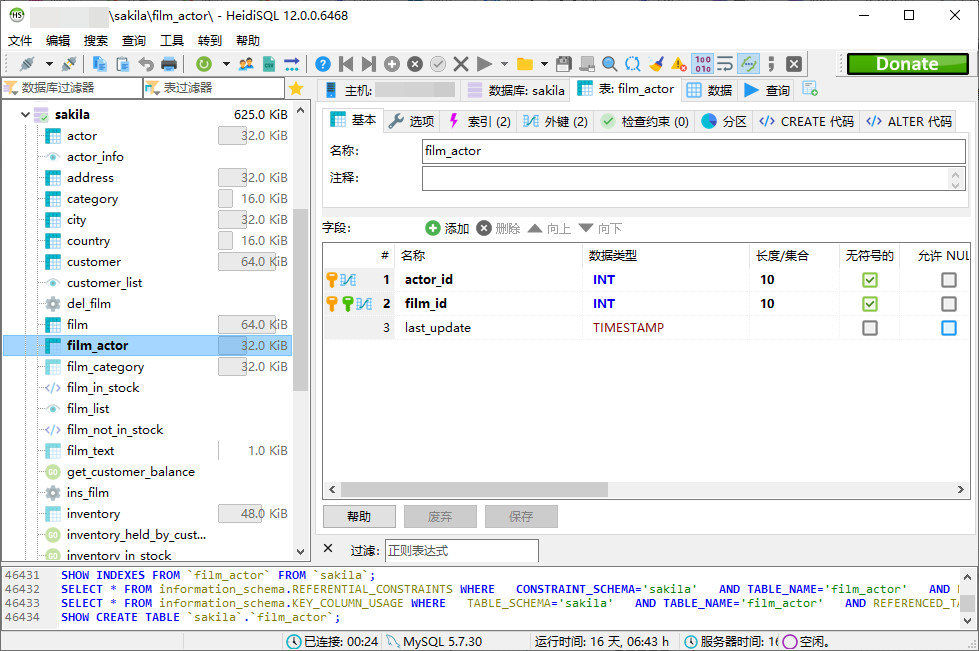 \sakila\film_actor\ - HeidiSQL 12.0.0.6468
文件 编辑 搜索 查询 工具 转到 帮助
Donate
数据库过滤器 表过滤器
主机: 数据库: sakila 表: film_actor 数据 查询
sakila 625.0 KiB
actor 32.0 KiB
actor_info
address 32.0 KiB
category 16.0 KiB
city 32.0 KiB
country 16.0 KiB
customer 64.0 KiB
customer_list
del_film
film 64.0 KiB
film_actor 32.0 KiB
film_category 32.0 KiB
film_in_stock
film_list
film_not_in_stock
film_text 1.0 KiB
get_customer_balance
ins_film
inventory 48.0 KiB
inventory_held_by_cust...
inventory_in_stock
基本 选项 索引 (2) 外键 (2) 检查约束 (0) 分区 CREATE 代码 ALTER 代码
名称: film_actor
注释:
字段: 添加 删除 向上 向下
# 名称 数据类型 长度/集合 无符号的 允许 NUL
1 actor_id INT 10
2 film_id INT 10
3 last_update TIMESTAMP
帮助 废弃 保存
过滤: 正则表达式
46431 SHOW INDEXES FROM `film_actor` FROM `sakila`;
46432 SELECT * FROM information_schema.REFERENTIAL_CONSTRAINTS WHERE CONSTRAINT_SCHEMA='sakila' AND TABLE_NAME='film_actor' AND
46433 SELECT * FROM information_schema.KEY_COLUMN_USAGE WHERE TABLE_SCHEMA='sakila' AND TABLE_NAME='film_actor' AND REFERENCED_TA
46434 SHOW CREATE TABLE `sakila`.`film_actor`;
已连接: 00:24 MySQL 5.7.30 运行时间: 16 天, 06:43 h 服务器时间: 16 空闲。